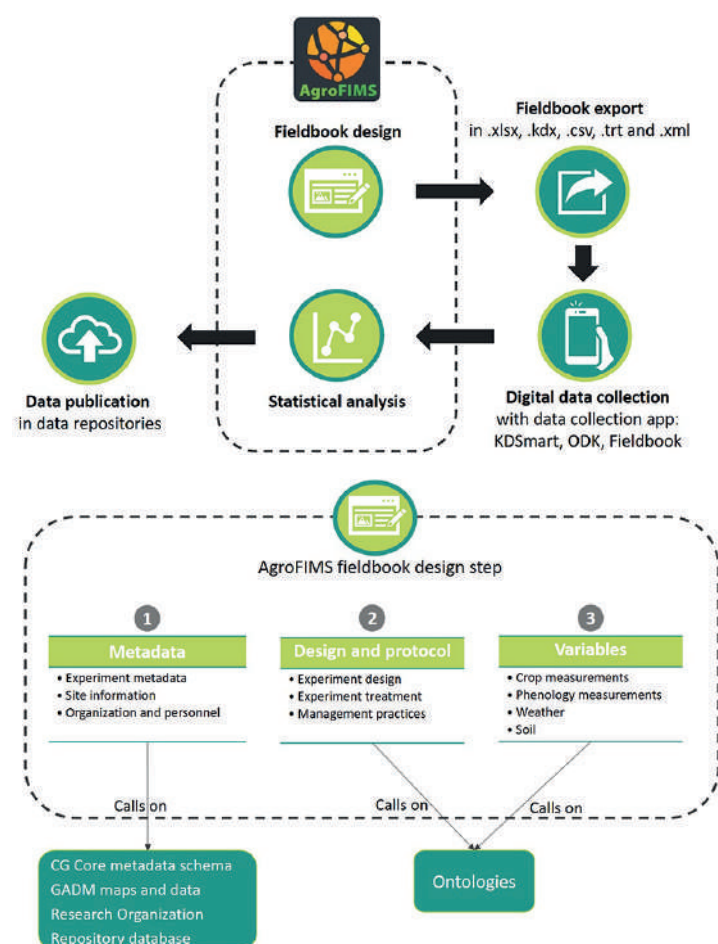 AgroFIMS
Fieldbook design
Fieldbook export
in .xlsx, .kdx, .csv, .trt and .xml
Data publication
in data repositories
Statistical analysis
Digital data collection
with data collection app:
KDSmart, ODK, Fieldbook
AgroFIMS fieldbook design step
1
Metadata
• Experiment metadata
• Site information
• Organization and personnel
2
Design and protocol
• Experiment design
• Experiment treatment
• Management practices
3
Variables
• Crop measurements
• Phenology measurements
• Weather
• Soil
Calls on
Calls on
Calls on
CG Core metadata schema
GADM maps and data
Research Organization
Repository database
Ontologies